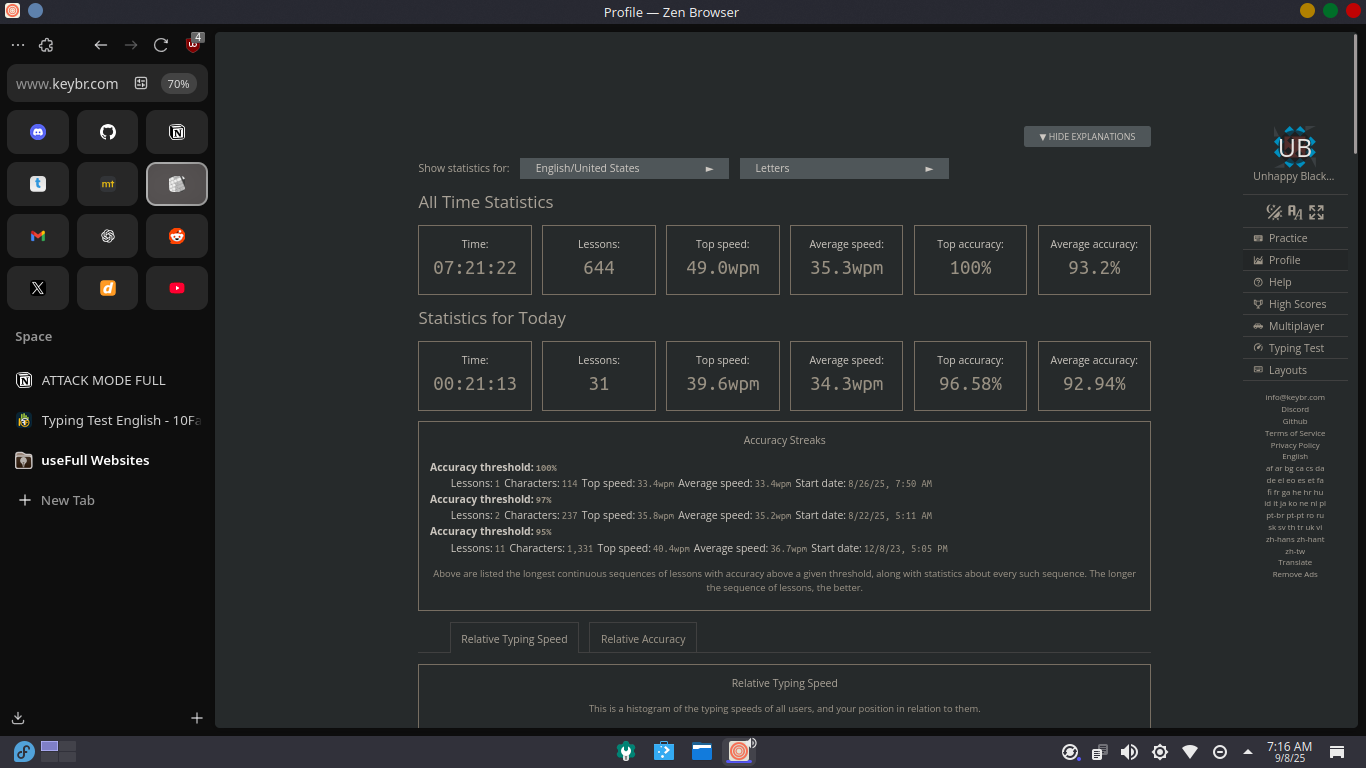 Profile — Zen Browser
4
www.keybr.com
70%
mt
Space
ATTACK MODE FULL
Typing Test English - 10Fa
useFull Websites
New Tab
▼ HIDE EXPLANATIONS
Show statistics for: English/United States ► Letters ►
All Time Statistics
Time: Lessons: Top speed: Average speed: Top accuracy: Average accuracy:
07:21:22 644 49.0wpm 35.3wpm 100% 93.2%
Statistics for Today
Time: Lessons: Top speed: Average speed: Top accuracy: Average accuracy:
00:21:13 31 39.6wpm 34.3wpm 96.58% 92.94%
Accuracy Streaks
Accuracy threshold: 100%
Lessons: 1 Characters: 114 Top speed: 33.4wpm Average speed: 33.4wpm Start date: 8/26/25, 7:50 AM
Accuracy threshold: 97%
Lessons: 2 Characters: 237 Top speed: 35.8wpm Average speed: 35.2wpm Start date: 8/22/25, 5:11 AM
Accuracy threshold: 95%
Lessons: 11 Characters: 1,331 Top speed: 40.4wpm Average speed: 36.7wpm Start date: 12/8/23, 5:05 PM
Above are listed the longest continuous sequences of lessons with accuracy above a given threshold, along with statistics about every such sequence. The longer
the sequence of lessons, the better.
Relative Typing Speed
Relative Accuracy
Relative Typing Speed
This is a histogram of the typing speeds of all users, and your position in relation to them.
UB
Unhappy Black...
Practice
Profile
Help
High Scores
Multiplayer
Typing Test
Layouts
info@keybr.com
Discord
Github
Terms of Service
Privacy Policy
English
af ar bg ca cs da
de el eo es et fa
fi fr ga he hr hu
id it ja ko ne nl pl
pt-br pt-pt ro ru
sk sv th tr uk vi
zh-hans zh-hant
zh-tw
Translate
Remove Ads
7:16 AM
9/8/25